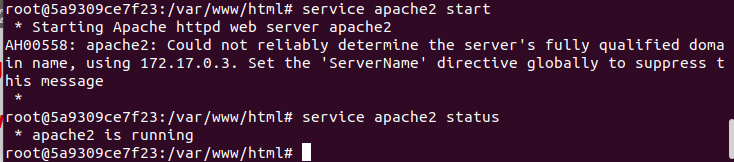 root@5a9309ce7f23:/var/www/html# service apache2 start
 * Starting Apache httpd web server apache2
AH00558: apache2: Could not reliably determine the server's fully qualified doma
in name, using 172.17.0.3. Set the 'ServerName' directive globally to suppress t
his message
 *
root@5a9309ce7f23:/var/www/html# service apache2 status
 * apache2 is running
root@5a9309ce7f23:/var/www/html#